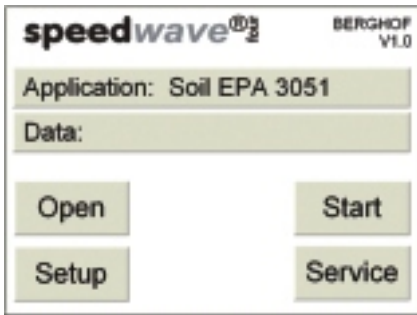 speedwave®
BERGHOF
V1.0
Application: Soil EPA 3051
Data:
Open
Start
Setup
Service